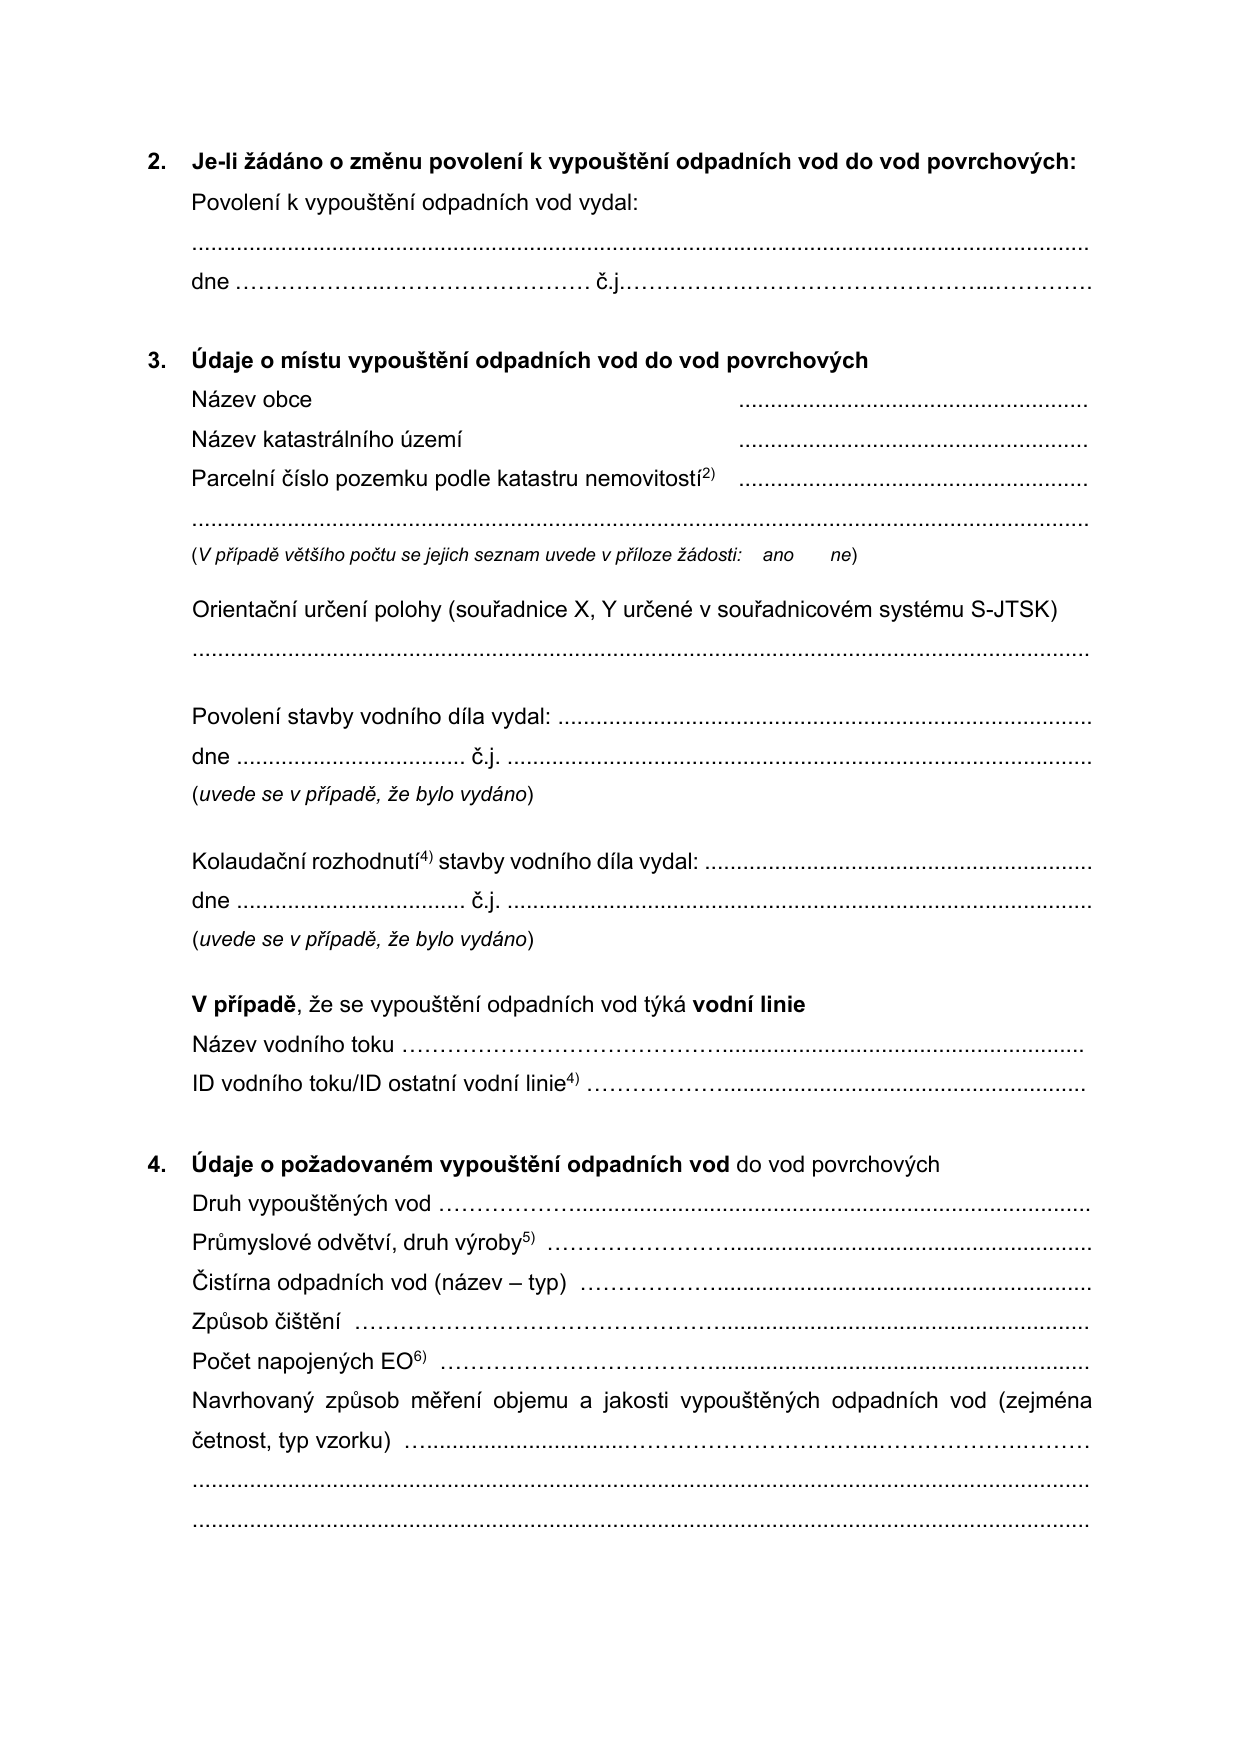 2. Je-li žádáno o změnu povolení k vypouštění odpadních vod do vod povrchových:
Povolení k vypouštění odpadních vod vydal:
.............................................................................................................................................
dne ………………..……………………… č.j.……………….…………………………...………….
3. Údaje o místu vypouštění odpadních vod do vod povrchových
Název obce .......................................................
Název katastrálního území .......................................................
Parcelní číslo pozemku podle katastru nemovitostí2) .......................................................
.............................................................................................................................................
(V případě většího počtu se jejich seznam uvede v příloze žádosti: ano ne)
Orientační určení polohy (souřadnice X, Y určené v souřadnicovém systému S-JTSK)
.............................................................................................................................................
Povolení stavby vodního díla vydal: ....................................................................................
dne .................................... č.j. ............................................................................................
(uvede se v případě, že bylo vydáno)
Kolaudační rozhodnutí4) stavby vodního díla vydal: .............................................................
dne .................................... č.j. ............................................................................................
(uvede se v případě, že bylo vydáno)
V případě, že se vypouštění odpadních vod týká vodní linie
Název vodního toku …………………………………….........................................................
ID vodního toku/ID ostatní vodní linie4) ………………........................................................
4. Údaje o požadovaném vypouštění odpadních vod do vod povrchových
Druh vypouštěných vod ………………................................................................................
Průmyslové odvětví, druh výroby5) ……………………........................................................
Čistírna odpadních vod (název – typ) ………………...........................................................
Způsob čištění …………………………………………..........................................................
Počet napojených EO6) ………………………………...........................................................
Navrhovaný způsob měření objemu a jakosti vypouštěných odpadních vod (zejména
četnost, typ vzorku) …...............................……………………….…...………………….………
.............................................................................................................................................
.............................................................................................................................................